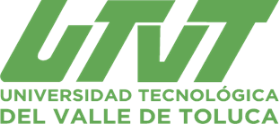 UTVT
UNIVERSIDAD TECNOLÓGICA
DEL VALLE DE TOLUCA